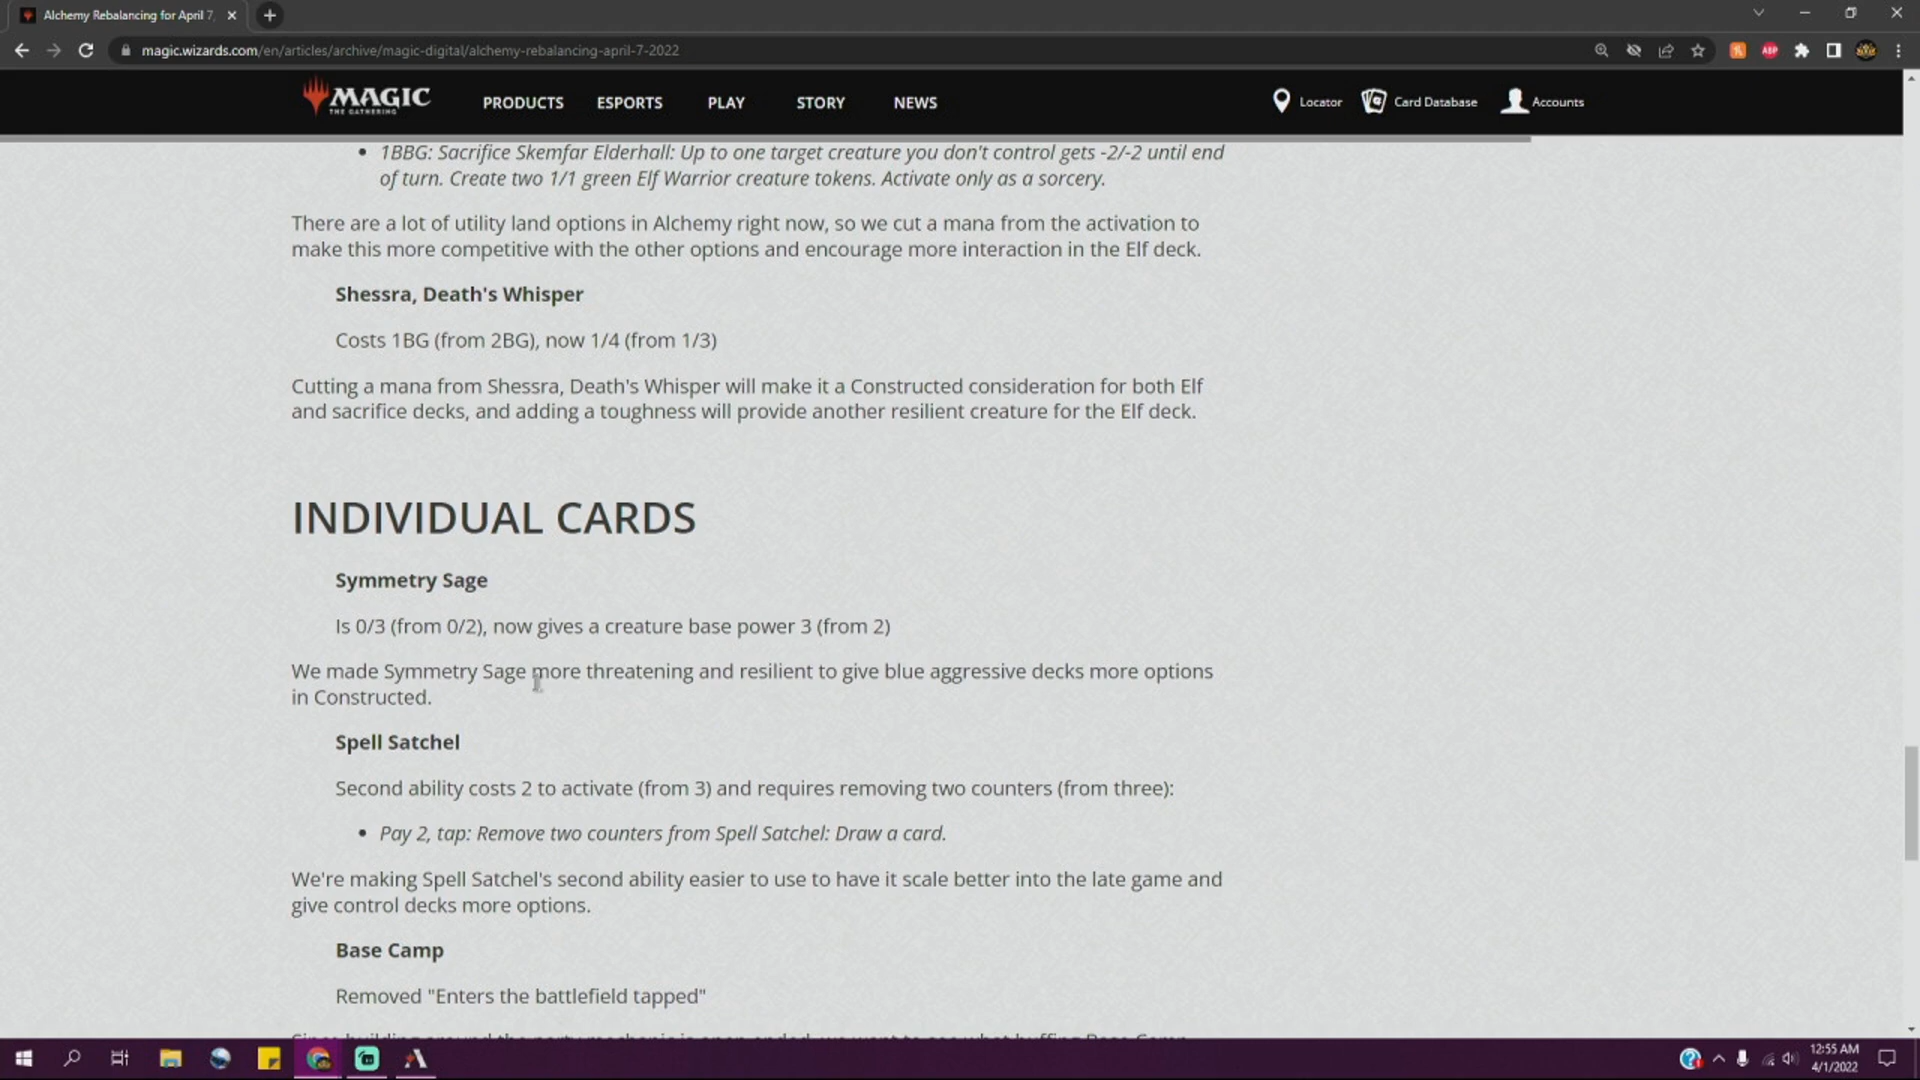 Alchemy Rebalancing for April 7,
magic.wizards.com/en/articles/archive/magic-digital/alchemy-rebalancing-april-7-2022
ABP
MAGIC
THE GATHERING
PRODUCTS ESPORTS PLAY STORY NEWS
Locator Card Database Accounts
• 1BBG: Sacrifice Skemfar Elderhall: Up to one target creature you don't control gets -2/-2 until end
of turn. Create two 1/1 green Elf Warrior creature tokens. Activate only as a sorcery.
There are a lot of utility land options in Alchemy right now, so we cut a mana from the activation to
make this more competitive with the other options and encourage more interaction in the Elf deck.
Shessra, Death's Whisper
Costs 1BG (from 2BG), now 1/4 (from 1/3)
Cutting a mana from Shessra, Death's Whisper will make it a Constructed consideration for both Elf
and sacrifice decks, and adding a toughness will provide another resilient creature for the Elf deck.
INDIVIDUAL CARDS
Symmetry Sage
Is 0/3 (from 0/2), now gives a creature base power 3 (from 2)
We made Symmetry Sage more threatening and resilient to give blue aggressive decks more options
in Constructed.
Spell Satchel
Second ability costs 2 to activate (from 3) and requires removing two counters (from three):
• Pay 2, tap: Remove two counters from Spell Satchel: Draw a card.
We're making Spell Satchel's second ability easier to use to have it scale better into the late game and
give control decks more options.
Base Camp
Removed "Enters the battlefield tapped"
12:55 AM
4/1/2022